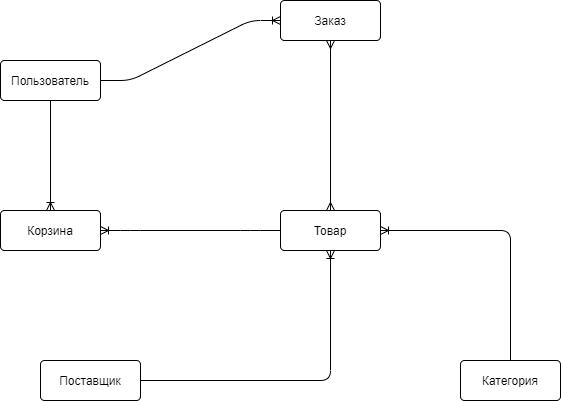 Заказ
Пользователь
Корзина
Товар
Поставщик
Категория